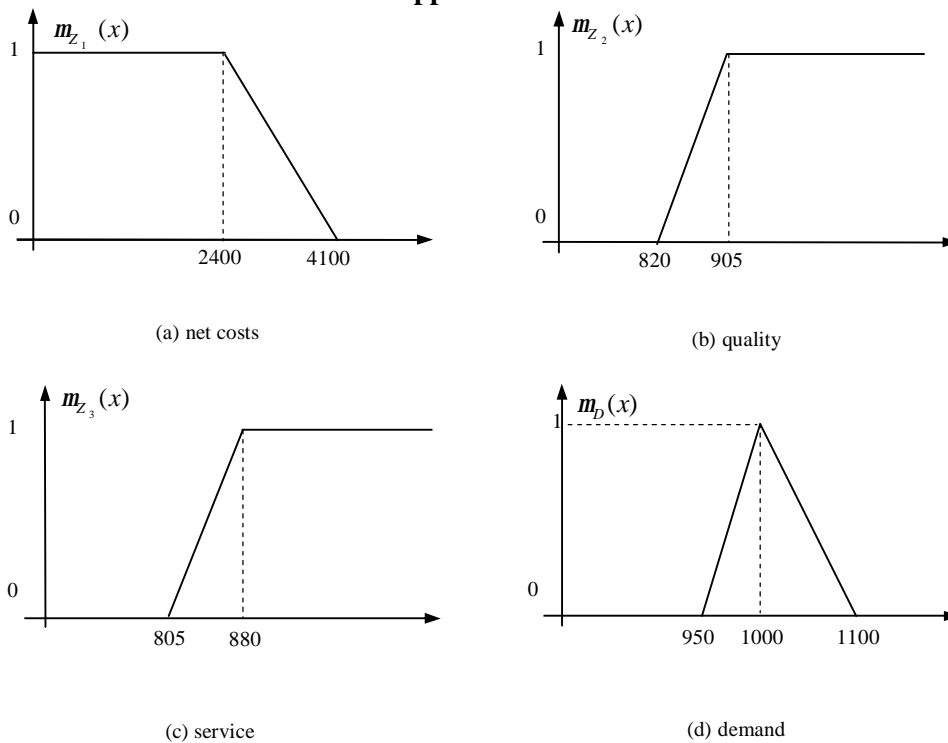 pp
m_{Z_1}(x)
1
0
2400
4100
(a) net costs
m_{Z_2}(x)
1
0
820
905
(b) quality
m_{Z_3}(x)
1
0
805
880
(c) service
m_D(x)
1
0
950
1000
1100
(d) demand